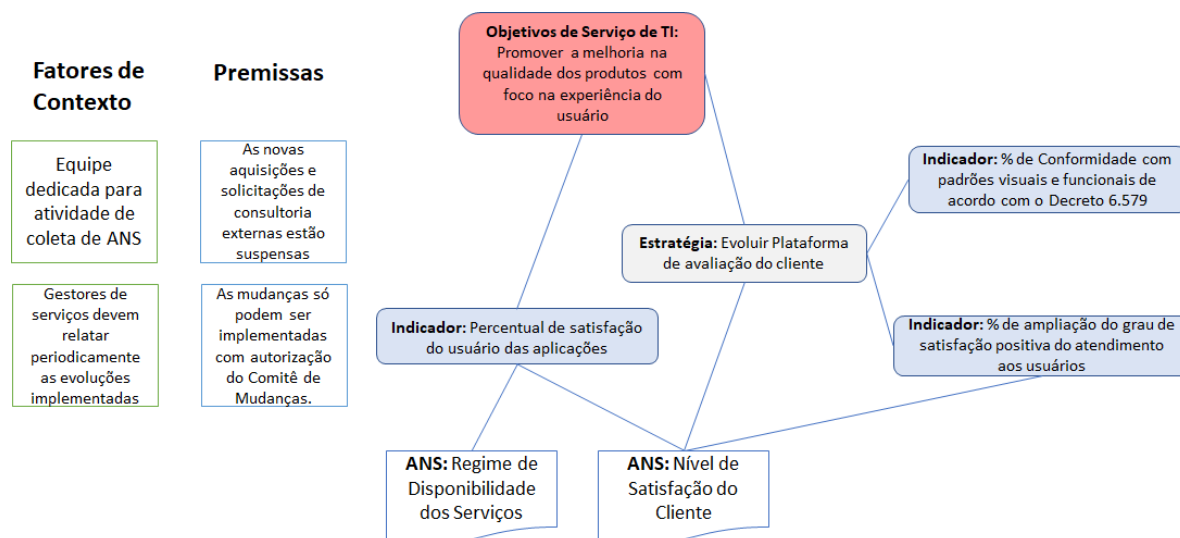 Fatores de
Contexto
Equipe
dedicada para
atividade de
coleta de ANS
Gestores de
serviços devem
relatar
periodicamente
as evoluções
implementadas
Premissas
As novas
aquisições e
solicitações de
consultoria
externas estão
suspensas
As mudanças só
podem ser
implementadas
com autorização
do Comitê de
Mudanças.
Objetivos de Serviço de TI:
Promover a melhoria na
qualidade dos produtos com
foco na experiência do
usuário
Estratégia: Evoluir Plataforma
de avaliação do cliente
Indicador: % de Conformidade com
padrões visuais e funcionais de
acordo com o Decreto 6.579
Indicador: Percentual de satisfação
do usuário das aplicações
Indicador: % de ampliação do grau de
satisfação positiva do atendimento
aos usuários
ANS: Regime de
Disponibilidade
dos Serviços
ANS: Nível de
Satisfação do
Cliente